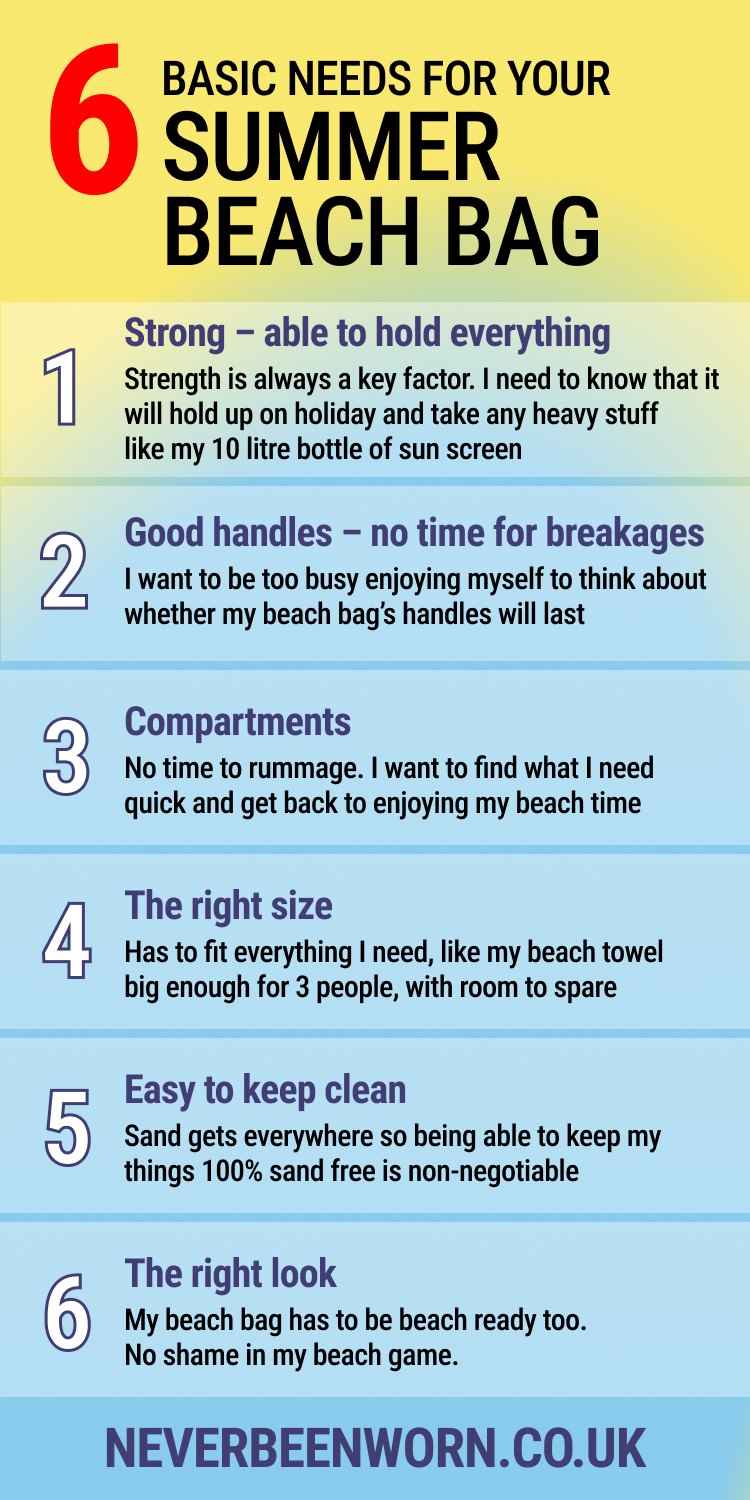 6
BASIC NEEDS FOR YOUR
SUMMER
BEACH BAG
1
Strong – able to hold everything
Strength is always a key factor. I need to know that it
will hold up on holiday and take any heavy stuff
like my 10 litre bottle of sun screen
2
Good handles – no time for breakages
I want to be too busy enjoying myself to think about
whether my beach bag’s handles will last
3
Compartments
No time to rummage. I want to find what I need
quick and get back to enjoying my beach time
4
The right size
Has to fit everything I need, like my beach towel
big enough for 3 people, with room to spare
5
Easy to keep clean
Sand gets everywhere so being able to keep my
things 100% sand free is non-negotiable
6
The right look
My beach bag has to be beach ready too.
No shame in my beach game.
NEVERBEENWORN.CO.UK